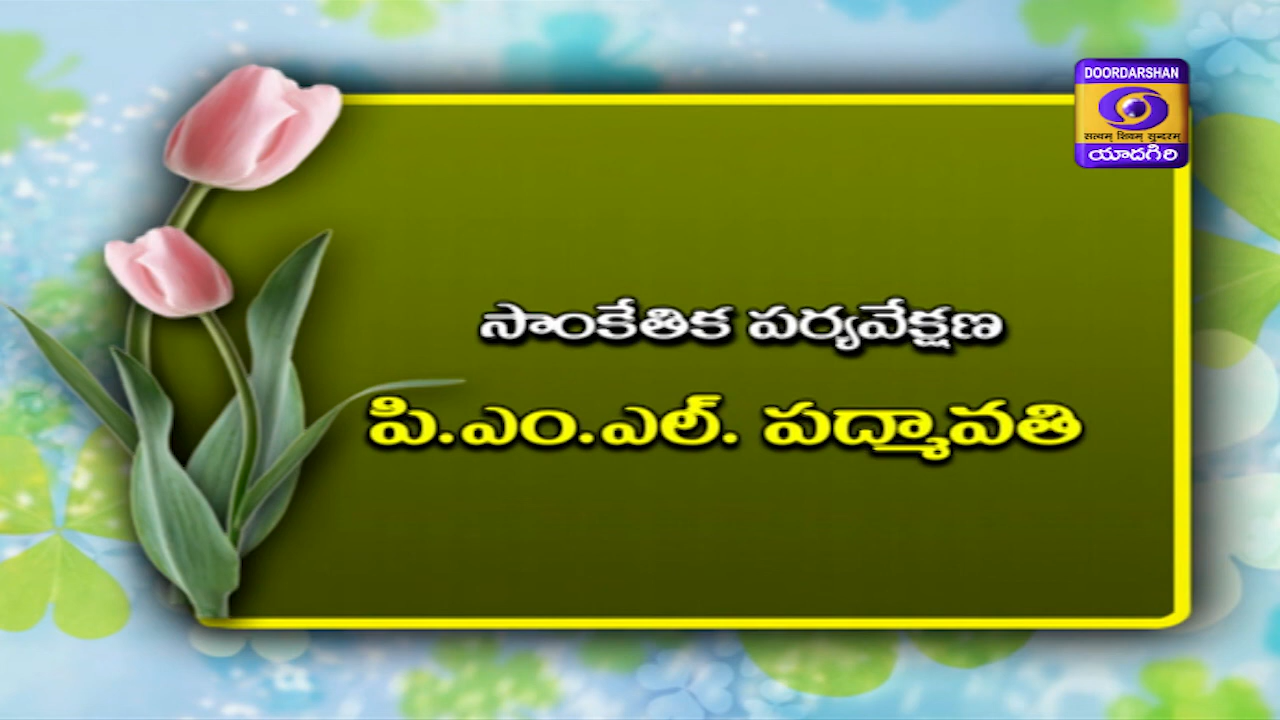 DOORDARSHAN
सत्यम् शिवम् सुन्दरम्
యాదగిరి
సాంకేతిక పర్యవేక్షణ
పి.ఎం.ఎల్. పద్మావతి